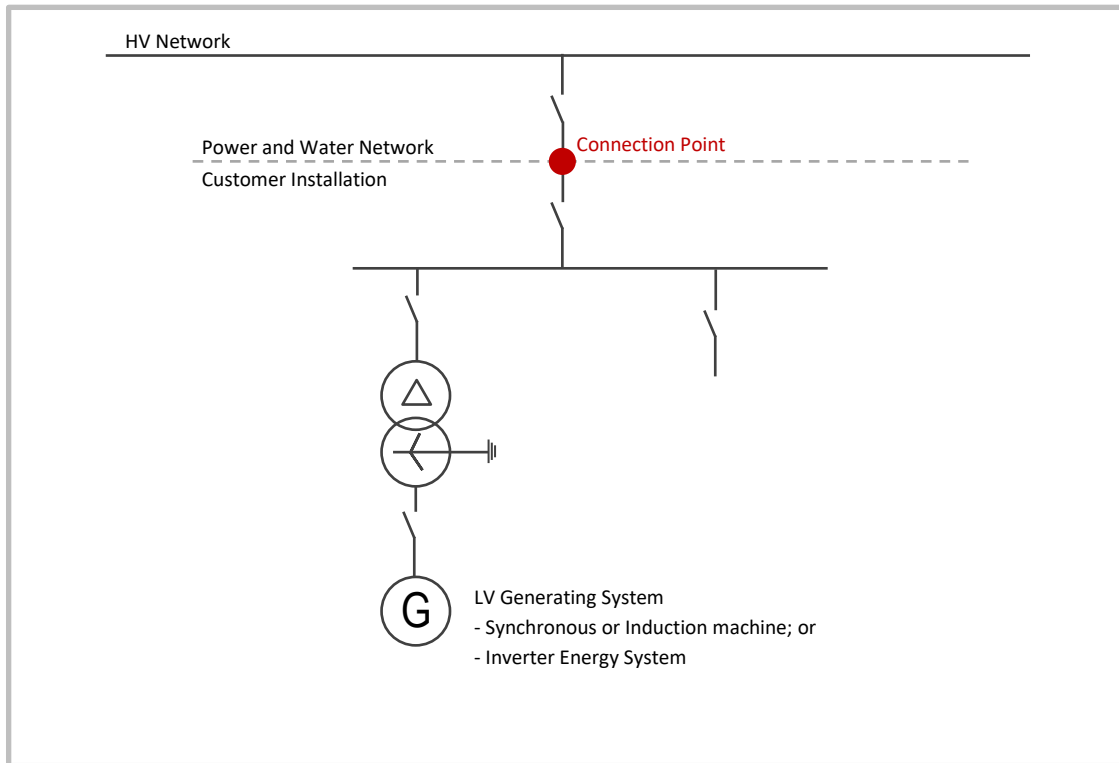 HV Network
Power and Water Network
Connection Point
Customer Installation
G
LV Generating System
- Synchronous or Induction machine; or
- Inverter Energy System